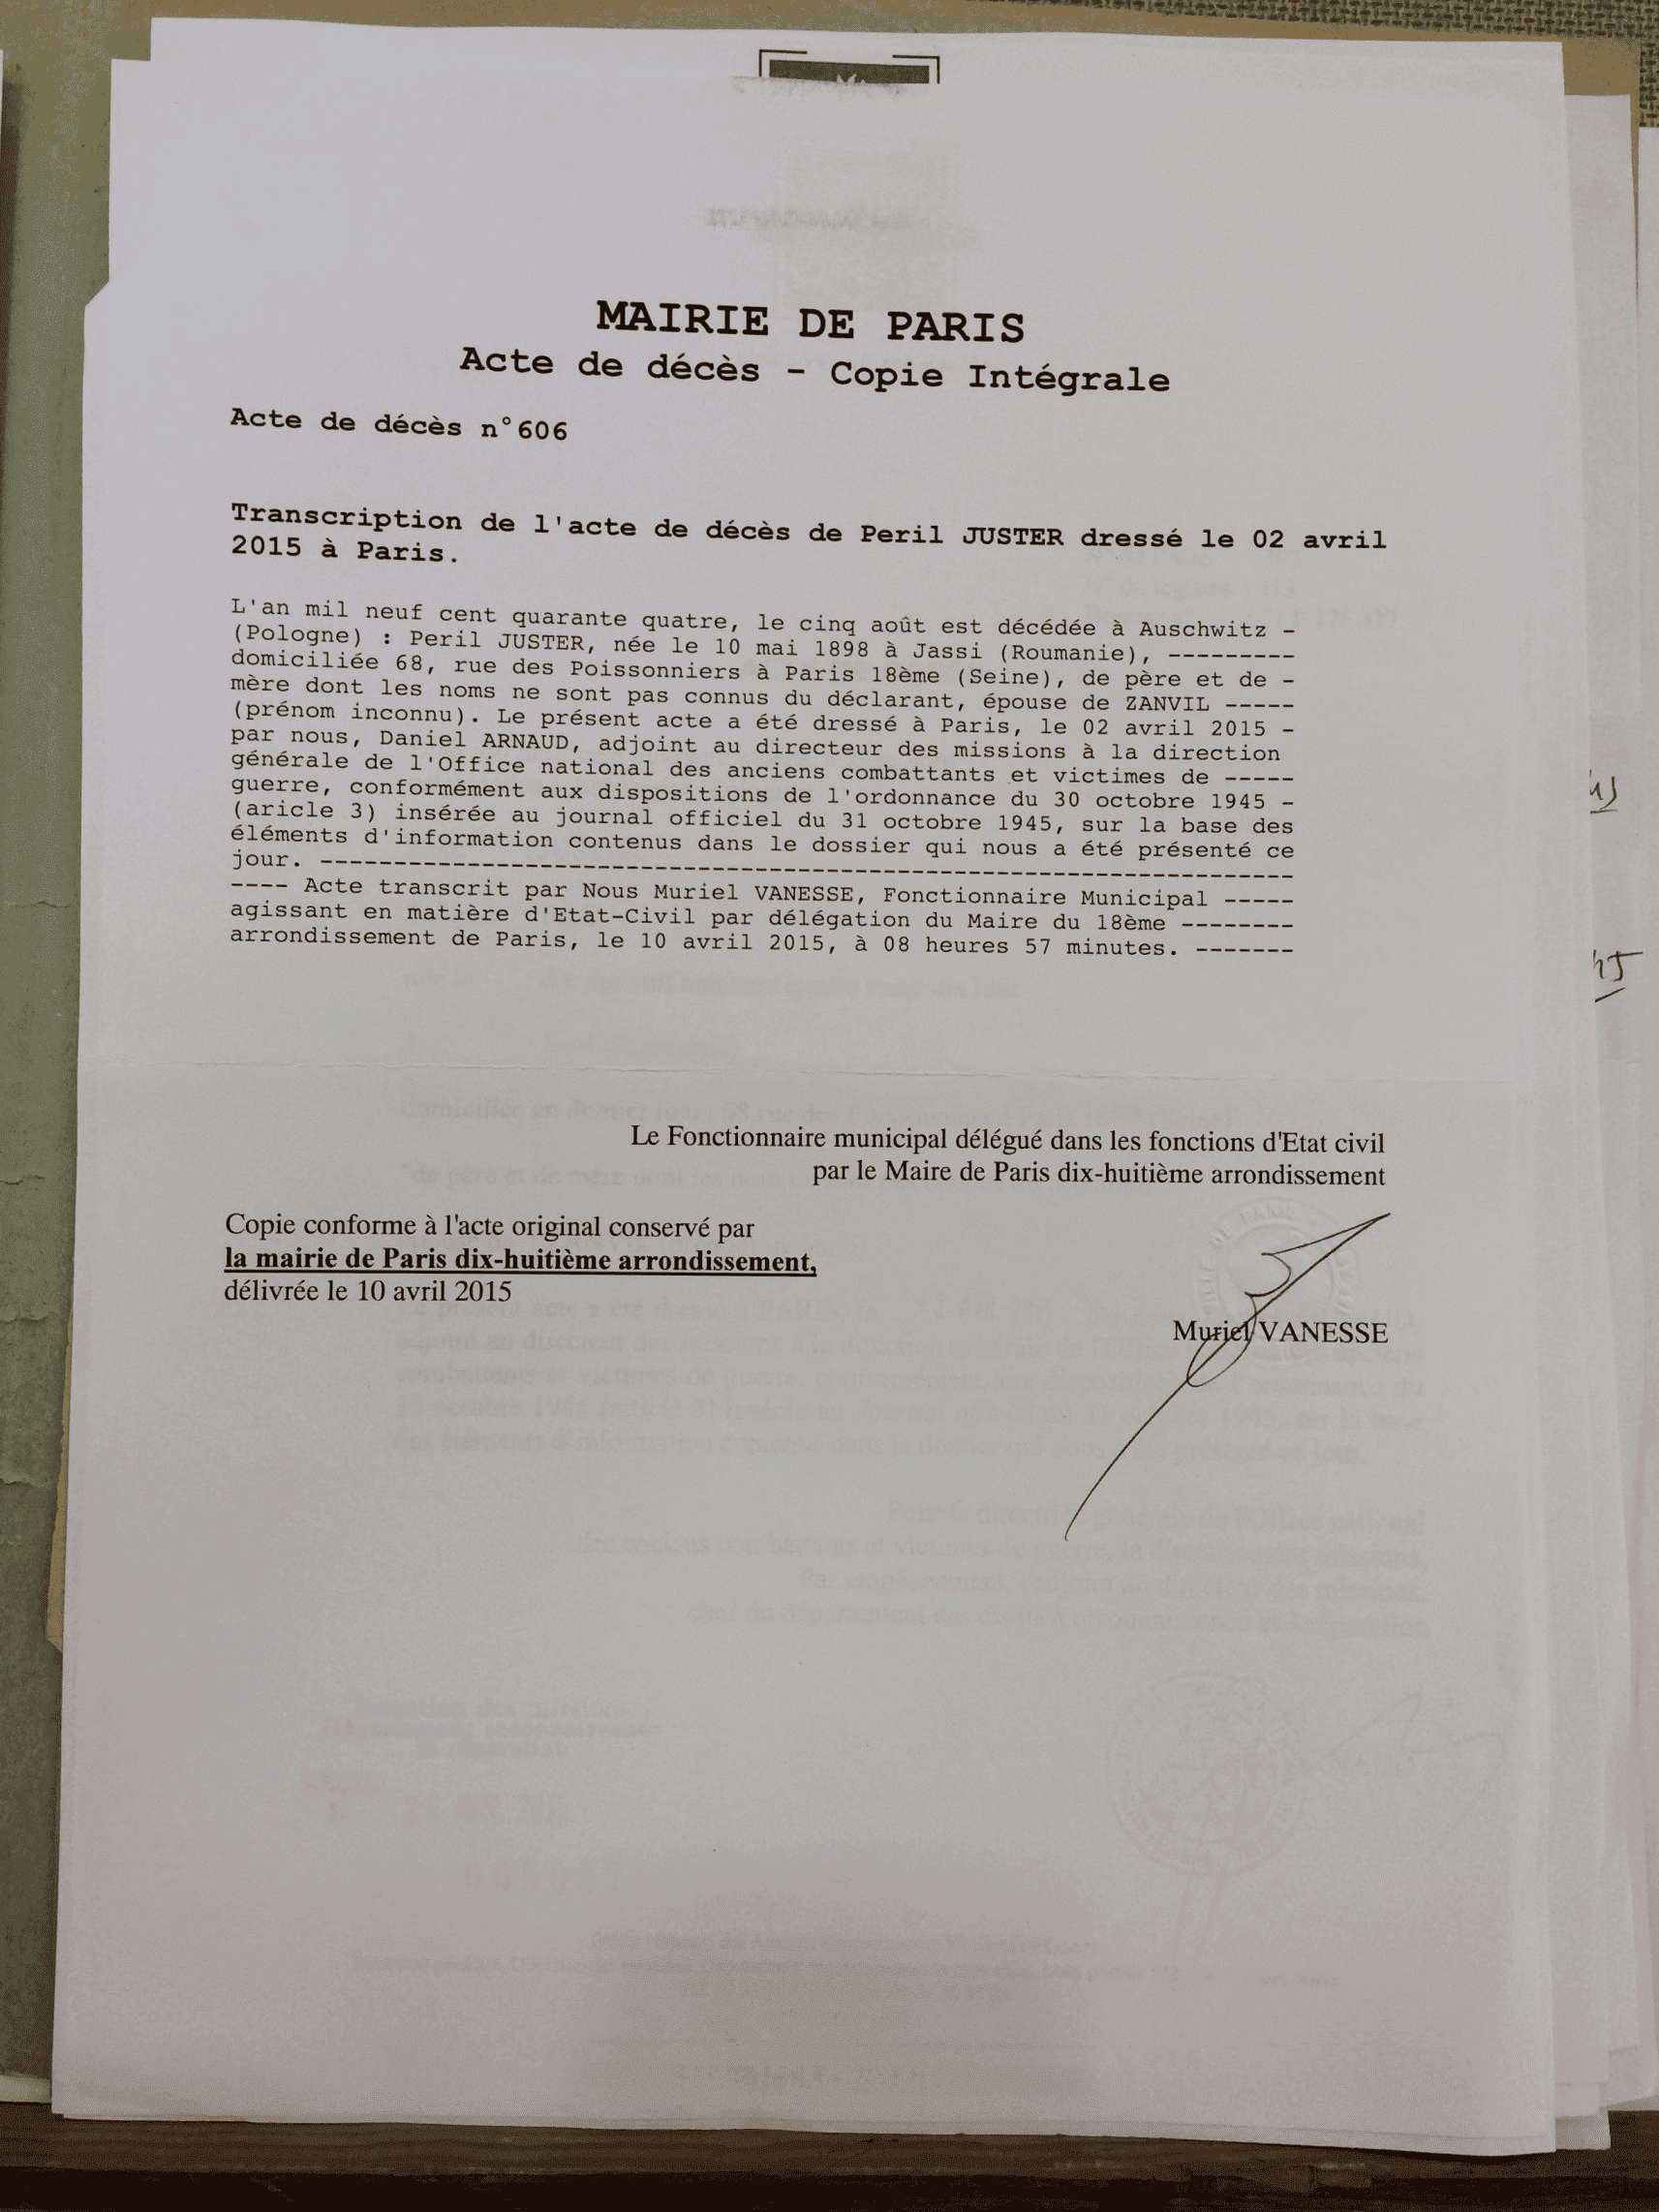 MAIRIE DE PARIS
Acte de décès - Copie Intégrale
Acte de décès n°606
Transcription de l'acte de décès de Peril JUSTER dressé le 02 avril
2015 à Paris.
L'an mil neuf cent quarante quatre, le cinq août est décédée à Auschwitz -
(Pologne) : Peril JUSTER, née le 10 mai 1898 à Jassi (Roumanie), ---------
domiciliée 68, rue des Poissonniers à Paris 18ème (Seine), de père et de -
mère dont les noms ne sont pas connus du déclarant, épouse de ZANVIL -----
(prénom inconnu). Le présent acte a été dressé à Paris, le 02 avril 2015 -
par nous, Daniel ARNAUD, adjoint au directeur des missions à la direction
générale de l'Office national des anciens combattants et victimes de -----
guerre, conformément aux dispositions de l'ordonnance du 30 octobre 1945 -
(aricle 3) insérée au journal officiel du 31 octobre 1945, sur la base des
éléments d'information contenus dans le dossier qui nous a été présenté ce
jour. ------------------------------------------------------------------
---- Acte transcrit par Nous Muriel VANESSE, Fonctionnaire Municipal -----
agissant en matière d'Etat-Civil par délégation du Maire du 18ème --------
arrondissement de Paris, le 10 avril 2015, à 08 heures 57 minutes. -------
Le Fonctionnaire municipal délégué dans les fonctions d'Etat civil
par le Maire de Paris dix-huitième arrondissement
Copie conforme à l'acte original conservé par
la mairie de Paris dix-huitième arrondissement,
délivrée le 10 avril 2015
Muriel VANESSE